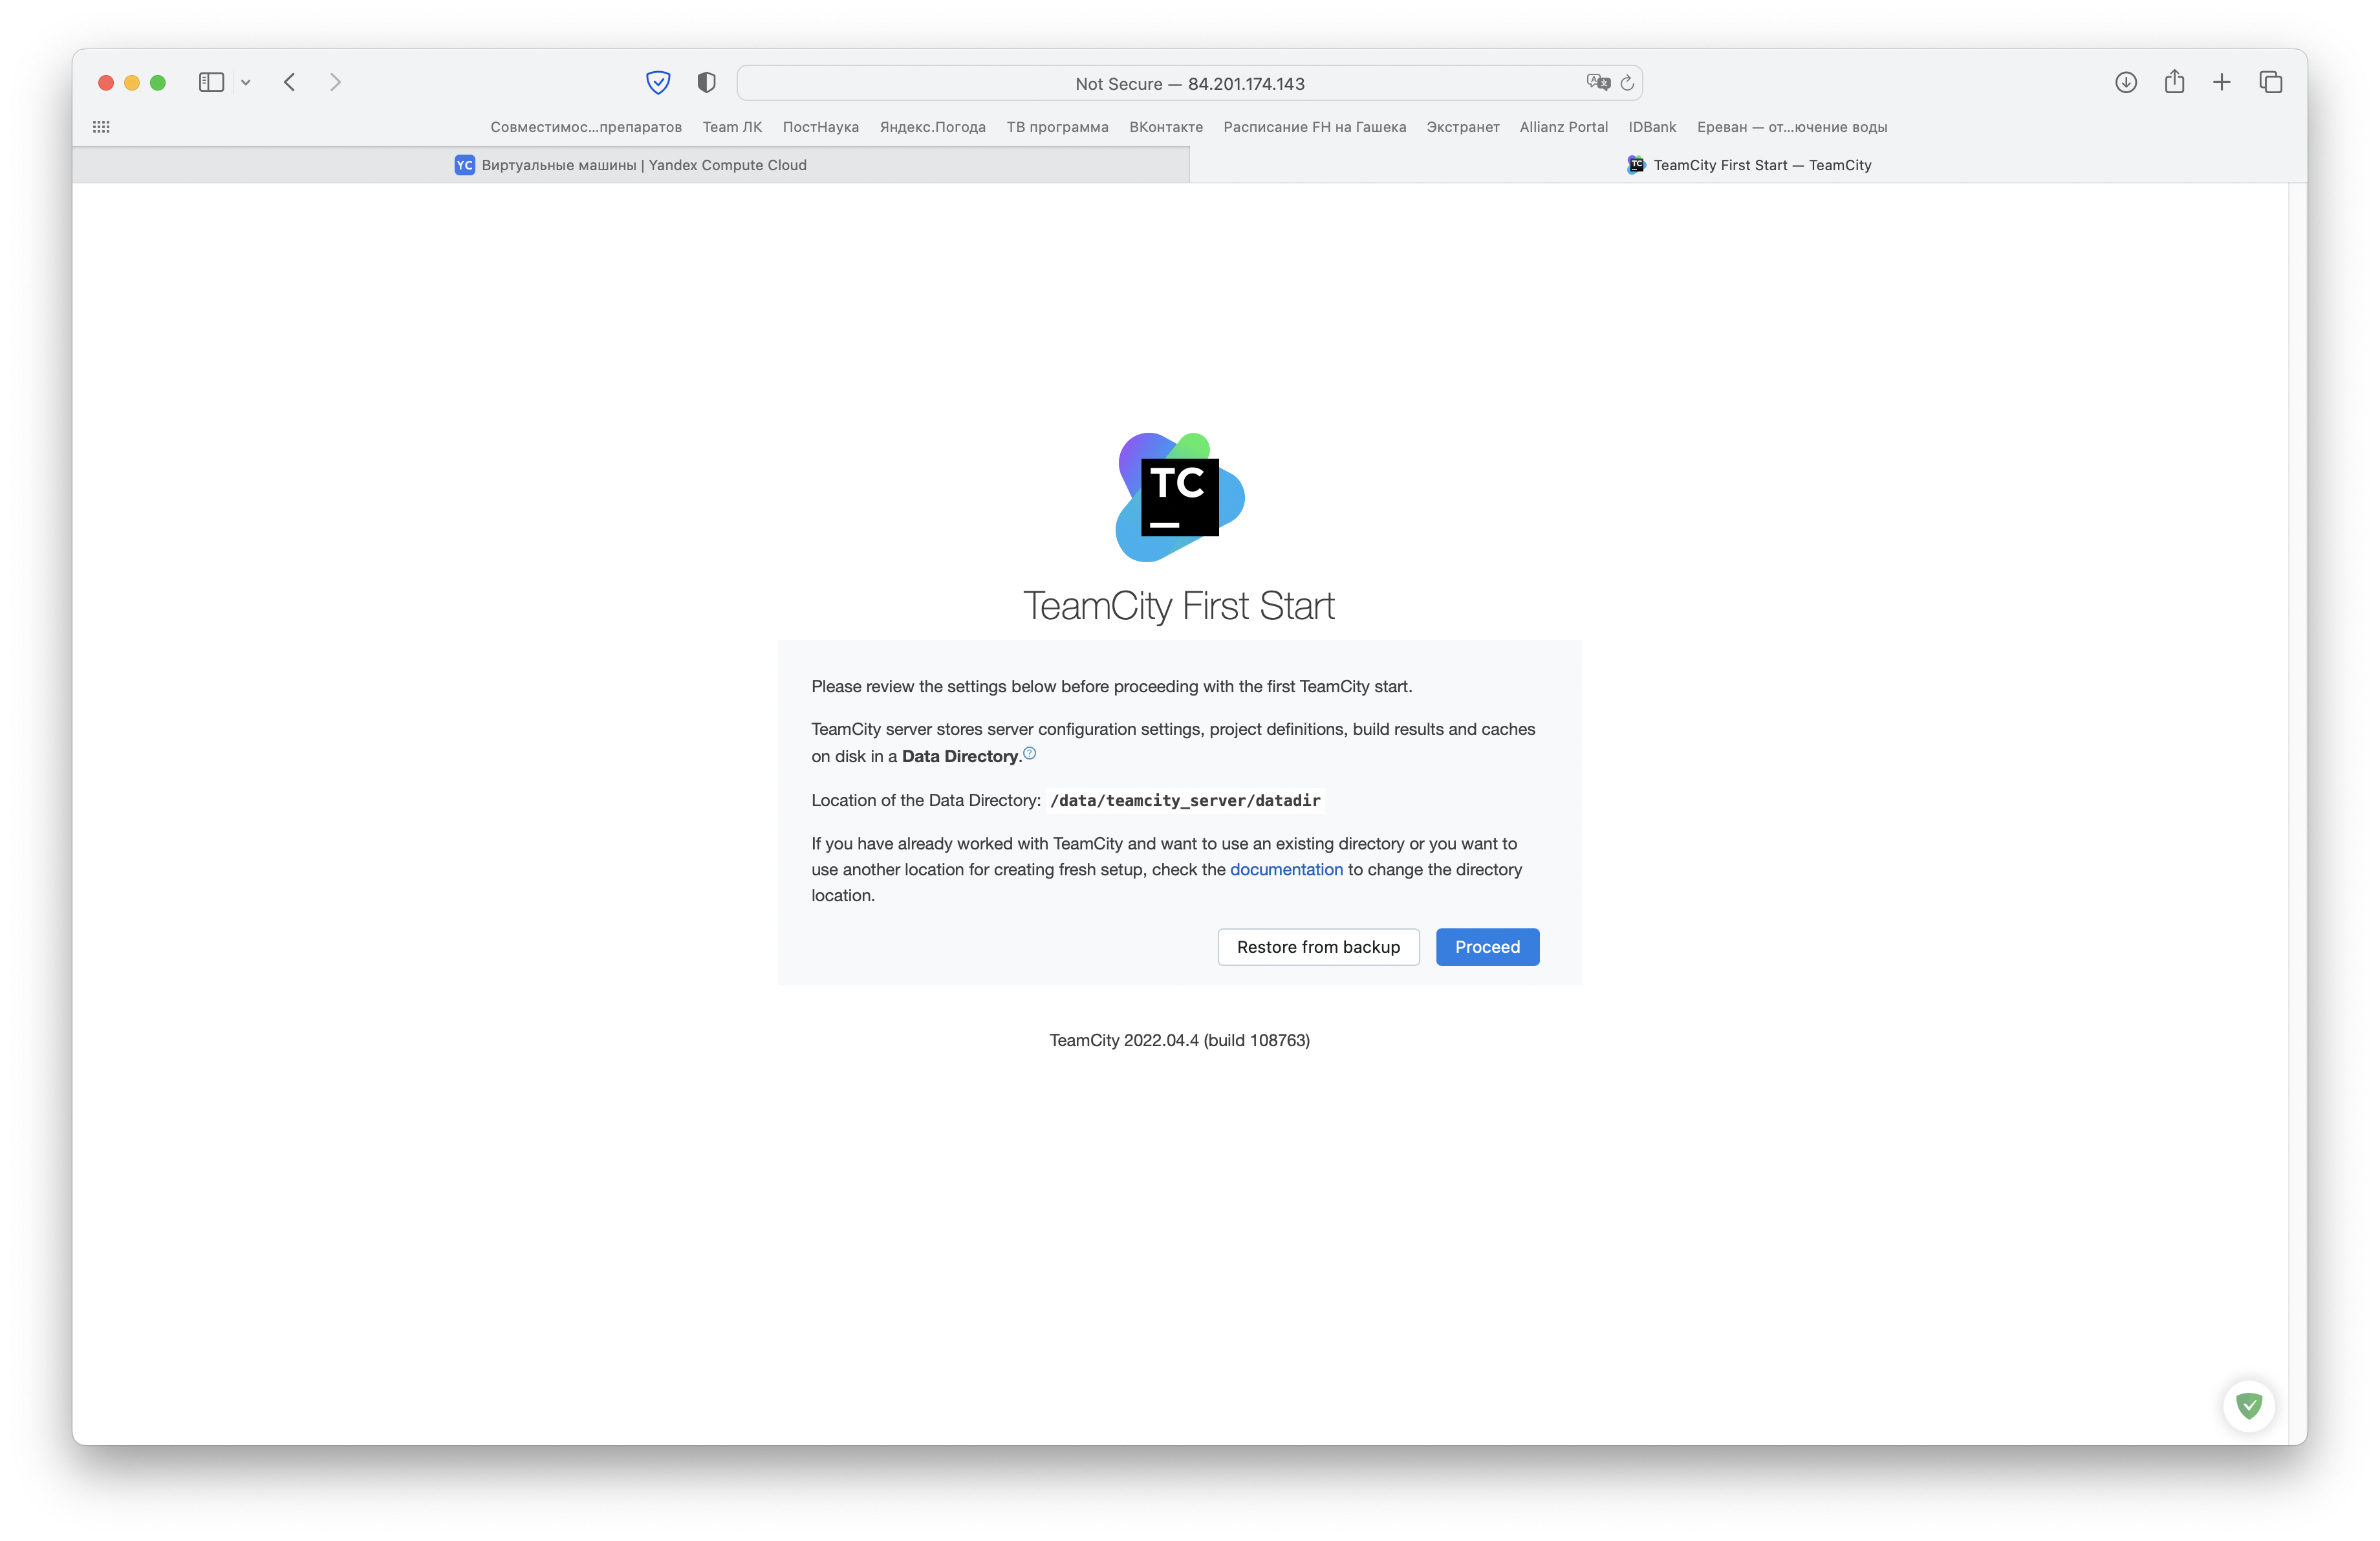 Not Secure — 84.201.174.143
Совместимос...препаратов Team ЛК ПостНаука Яндекс.Погода ТВ программа ВКонтакте Расписание FH на Гашека Экстранет Allianz Portal IDBank Ереван — от...ючение воды
YC Виртуальные машины | Yandex Compute Cloud
TC TeamCity First Start — TeamCity
TC
TeamCity First Start
Please review the settings below before proceeding with the first TeamCity start.
TeamCity server stores server configuration settings, project definitions, build results and caches
on disk in a Data Directory.?
Location of the Data Directory: /data/teamcity_server/datadir
If you have already worked with TeamCity and want to use an existing directory or you want to
use another location for creating fresh setup, check the documentation to change the directory
location.
Restore from backup Proceed
TeamCity 2022.04.4 (build 108763)